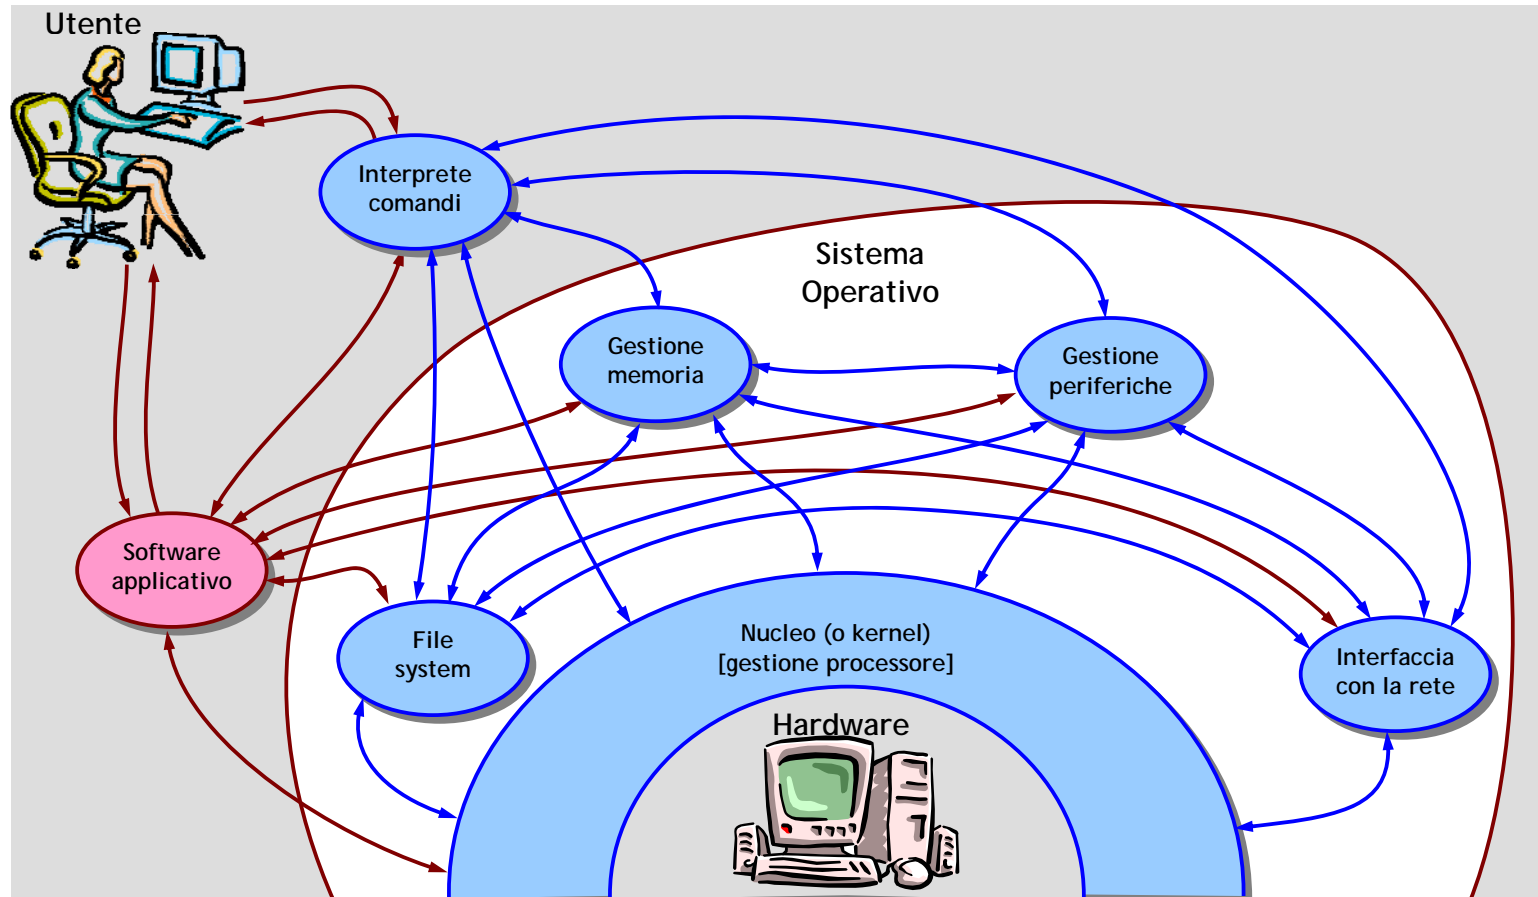 Utente
Interprete
comandi
Sistema
Operativo
Gestione
memoria
Gestione
periferiche
Software
applicativo
File
system
Nucleo (o kernel)
[gestione processore]
Interfaccia
con la rete
Hardware